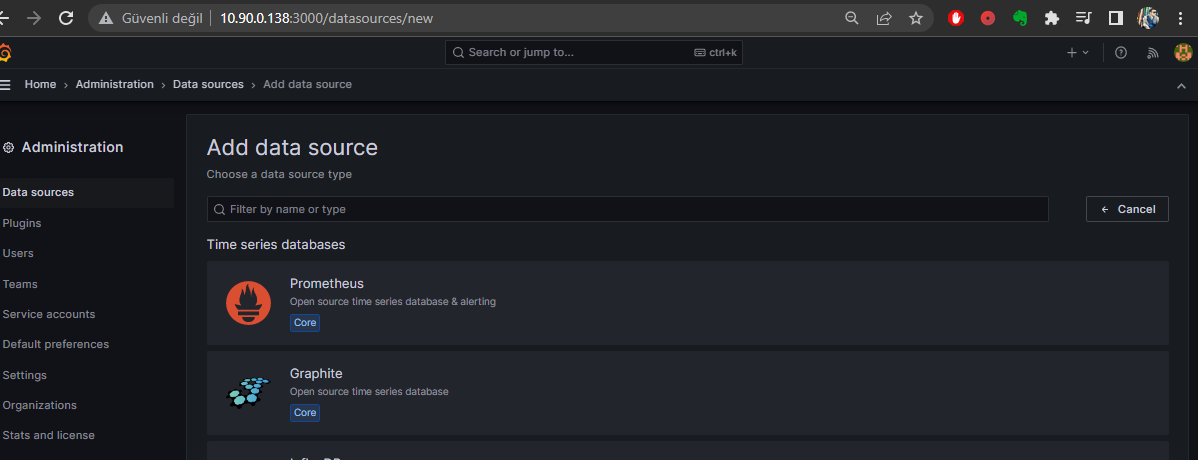 Güvenli değil | 10.90.0.138:3000/datasources/new
Search or jump to... ctrl+k
Home › Administration › Data sources › Add data source
Administration
Data sources
Plugins
Users
Teams
Service accounts
Default preferences
Settings
Organizations
Stats and license
Add data source
Choose a data source type
Filter by name or type
Cancel
Time series databases
Prometheus
Open source time series database & alerting
Core
Graphite
Open source time series database
Core